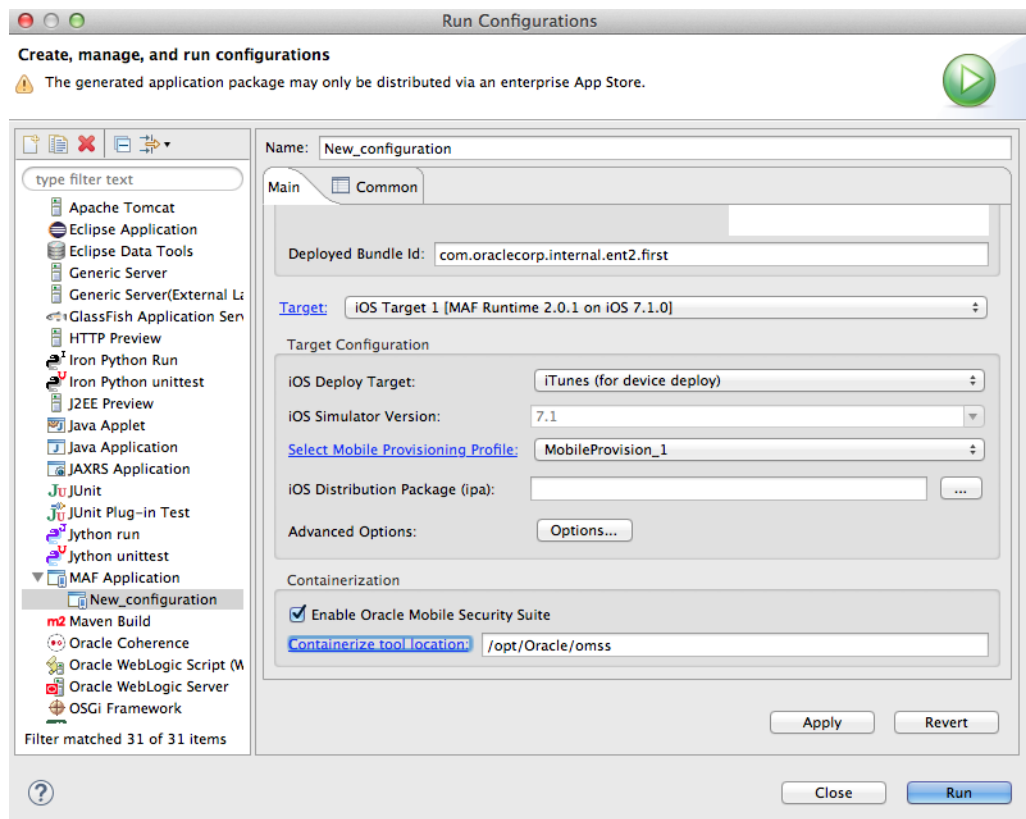 Run Configurations
Create, manage, and run configurations
The generated application package may only be distributed via an enterprise App Store.
type filter text
Apache Tomcat
Eclipse Application
Eclipse Data Tools
Generic Server
Generic Server(External La
GlassFish Application Serv
HTTP Preview
Iron Python Run
Iron Python unittest
J2EE Preview
Java Applet
Java Application
JAXRS Application
JUnit
JUnit Plug-in Test
Jython run
Jython unittest
MAF Application
New_configuration
m2 Maven Build
Oracle Coherence
Oracle WebLogic Script (W
Oracle WebLogic Server
OSGi Framework
Filter matched 31 of 31 items
Name: New_configuration
Main Common
Deployed Bundle Id: com.oraclecorp.internal.ent2.first
Target: iOS Target 1 [MAF Runtime 2.0.1 on iOS 7.1.0]
Target Configuration
iOS Deploy Target: iTunes (for device deploy)
iOS Simulator Version: 7.1
Select Mobile Provisioning Profile: MobileProvision_1
iOS Distribution Package (ipa): ...
Advanced Options: Options...
Containerization
Enable Oracle Mobile Security Suite
Containerize tool location: /opt/Oracle/omss
Apply Revert
? Close Run